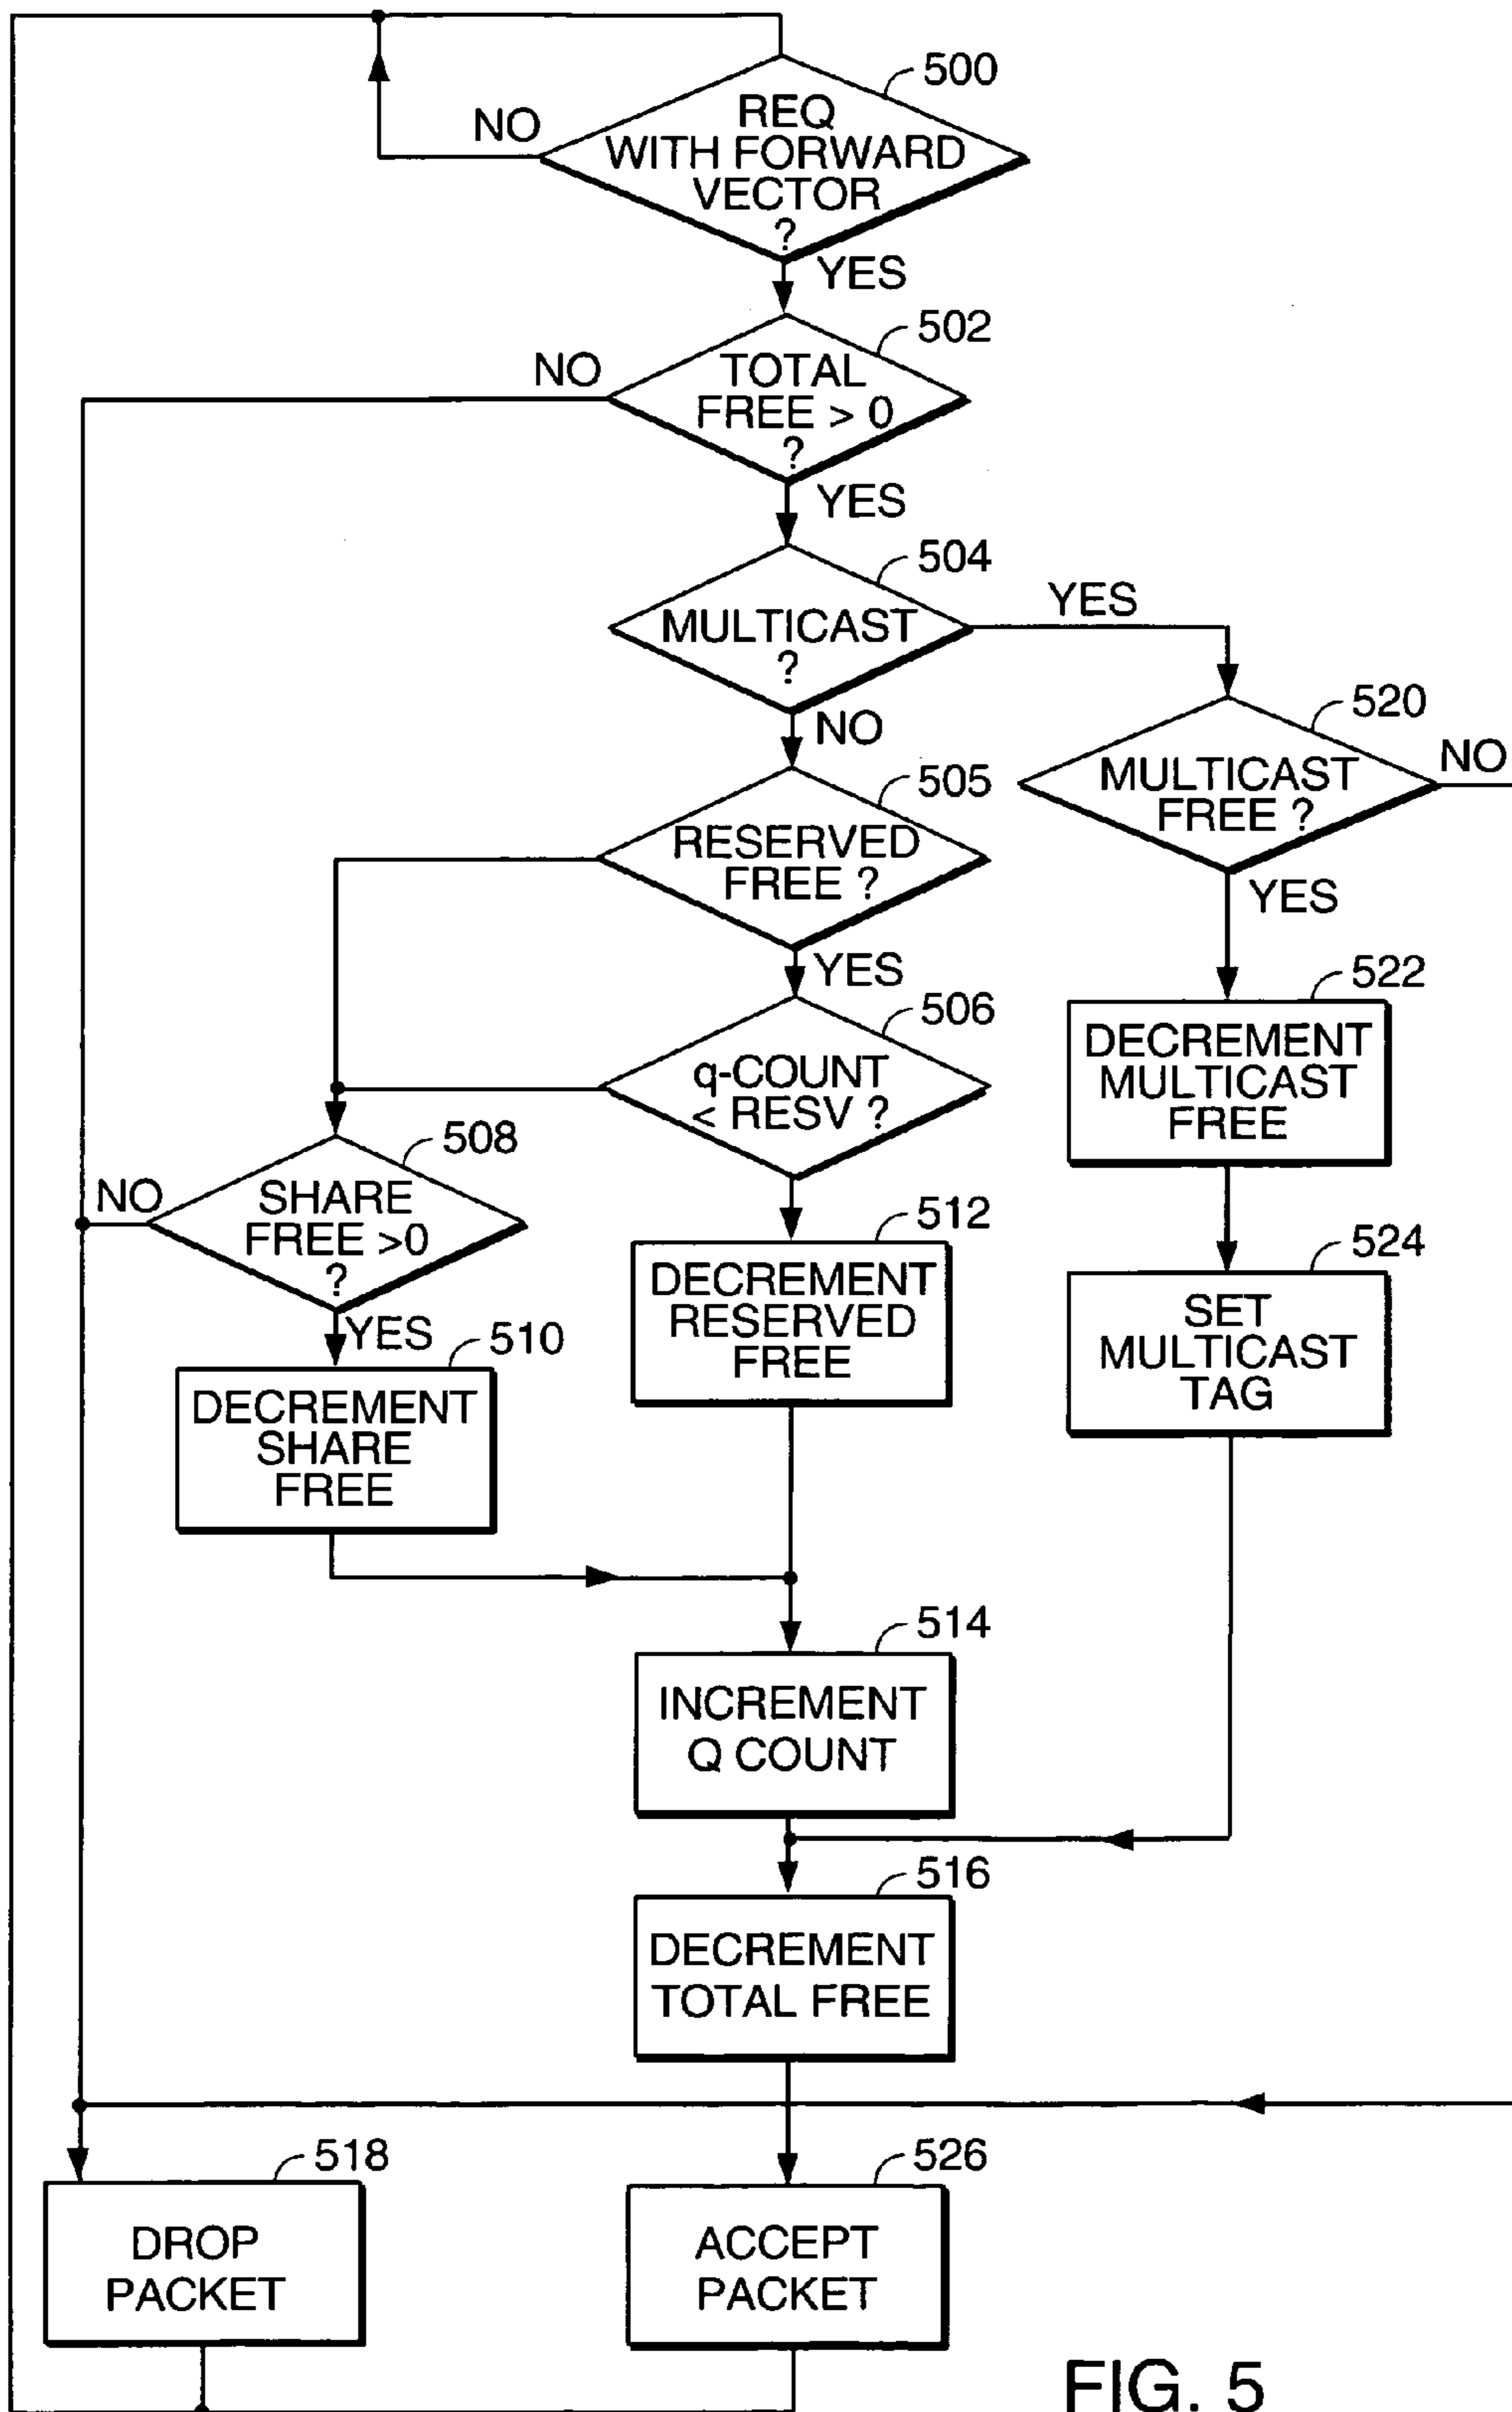 500
REQ
WITH FORWARD
VECTOR
?
NO
YES
502
TOTAL
FREE > 0
?
NO
YES
504
MULTICAST
?
YES
NO
520
MULTICAST
FREE ?
NO
YES
505
RESERVED
FREE ?
YES
506
q-COUNT
< RESV ?
522
DECREMENT
MULTICAST
FREE
508
SHARE
FREE >0
?
NO
YES
512
DECREMENT
RESERVED
FREE
524
SET
MULTICAST
TAG
510
DECREMENT
SHARE
FREE
514
INCREMENT
Q COUNT
516
DECREMENT
TOTAL FREE
518
DROP
PACKET
526
ACCEPT
PACKET
FIG. 5